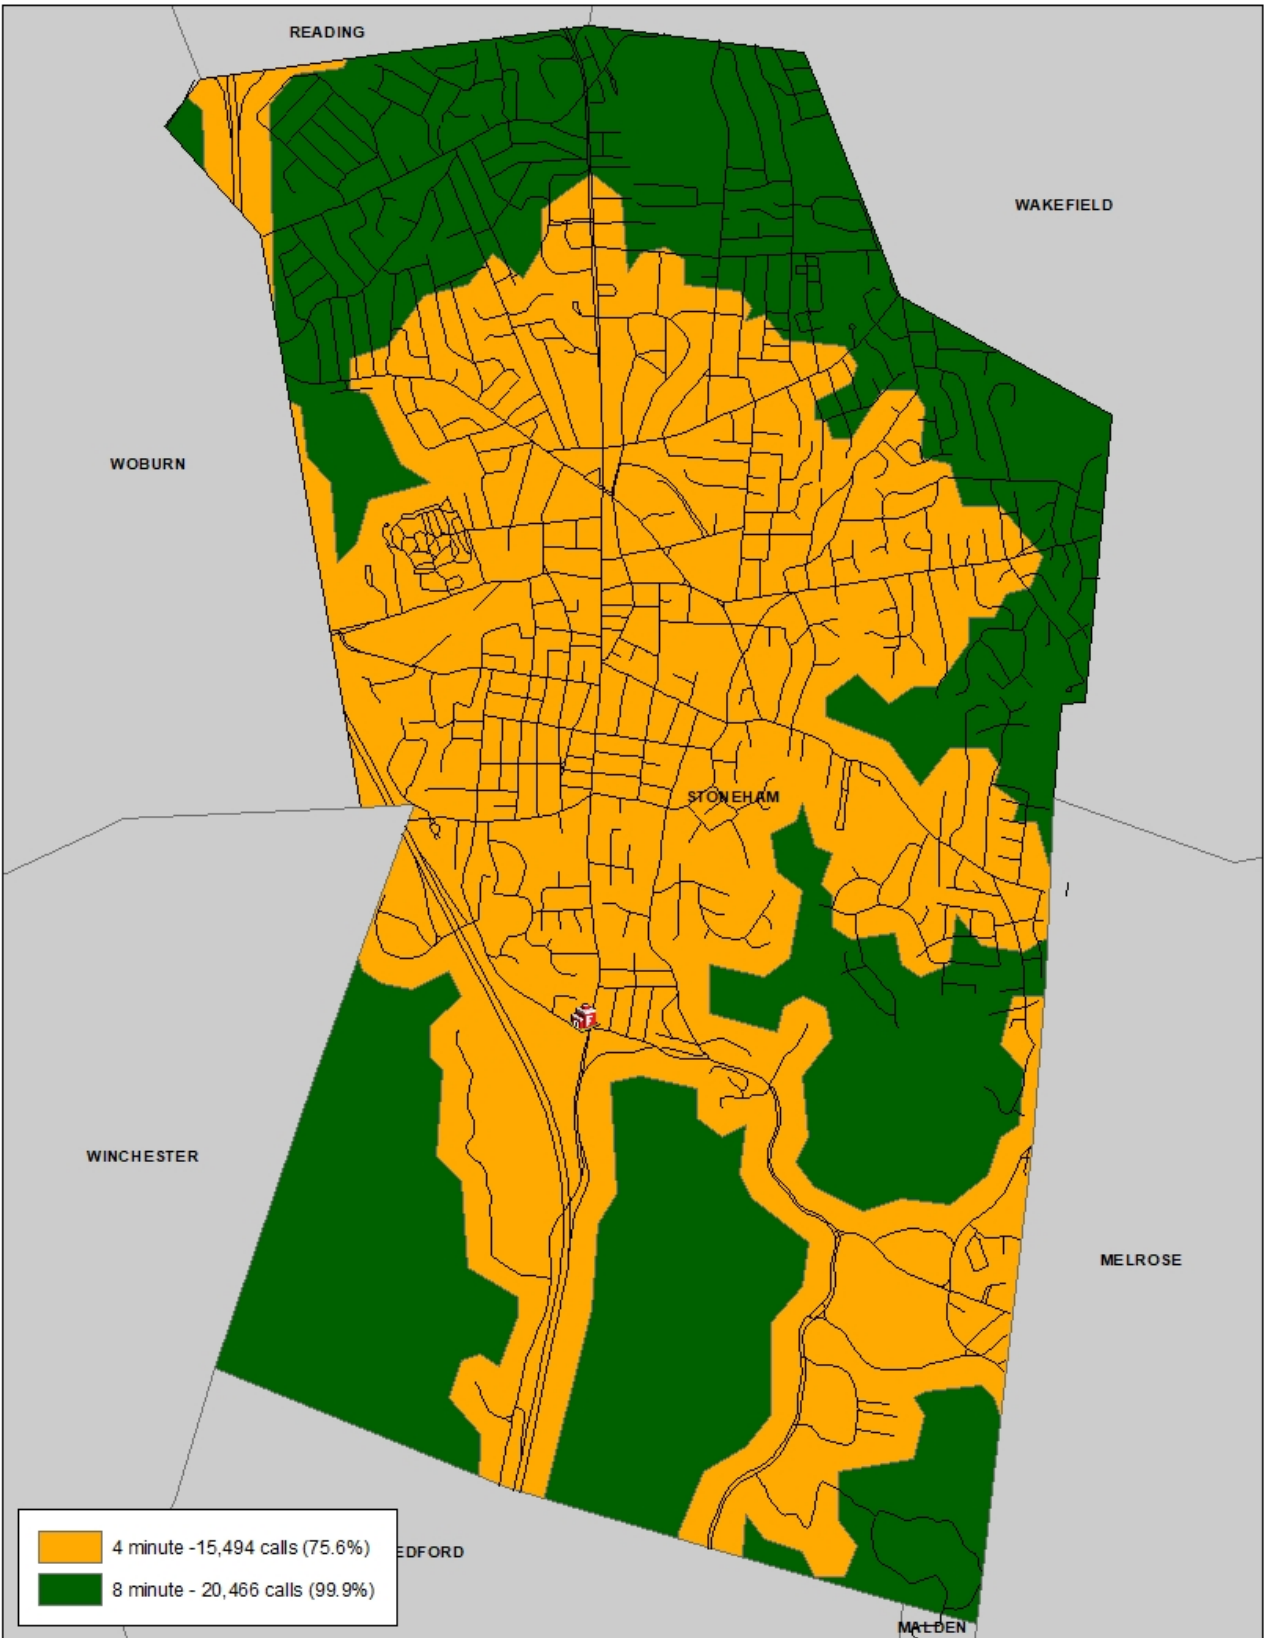 READING
WAKEFIELD
WOBURN
STONEHAM
WINCHESTER
MELROSE
4 minute -15,494 calls (75.6%)
EDFORD
8 minute - 20,466 calls (99.9%)
MALDEN